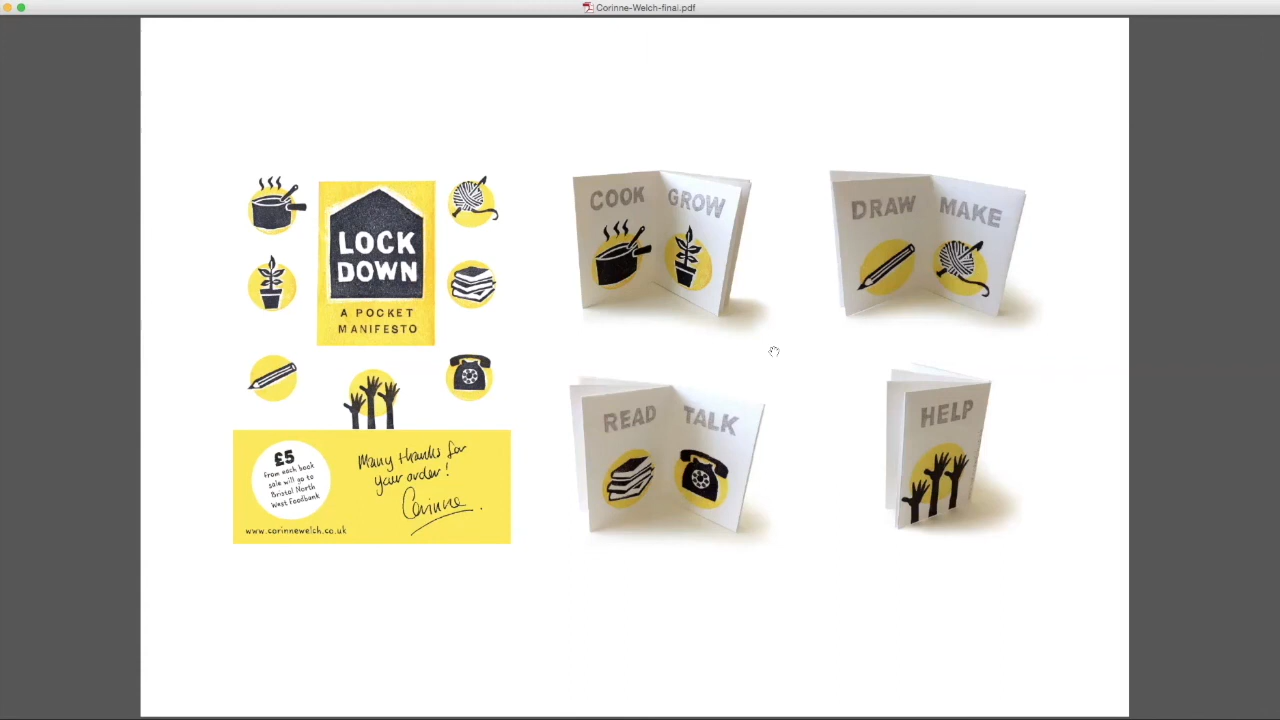 Corinne-Welch-final.pdf
LOCK
DOWN
A POCKET
MANIFESTO
£5
from each book
sale will go to
Bristol North
West Foodbank
www.corinnewelch.co.uk
Many thanks for
your order!
Corinne
COOK GROW
DRAW MAKE
READ TALK
HELP